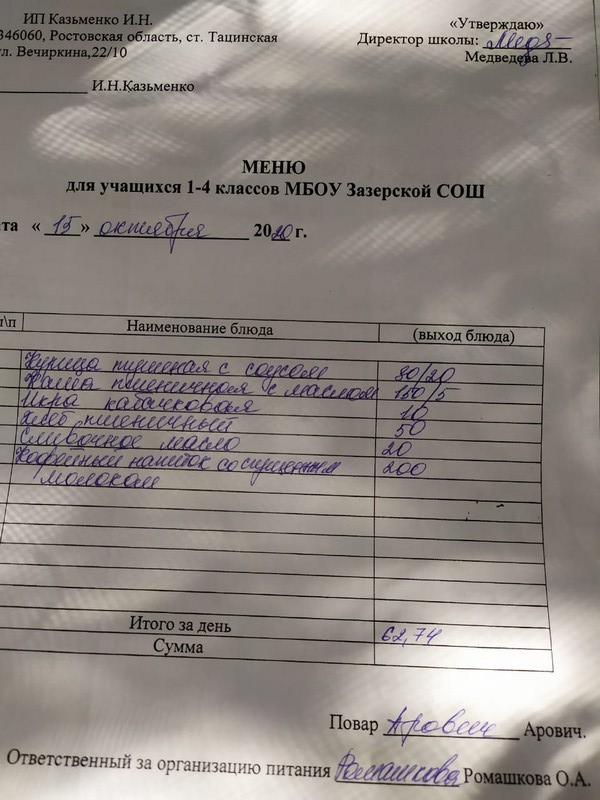 ИП Казьменко И.Н.
346060, Ростовская область, ст. Тацинская
ул. Вечиркина,22/10
И.Н.Казьменко
«Утверждаю»
Директор школы:
Медведева Л.В.
МЕНЮ
для учащихся 1-4 классов МБОУ Зазерской СОШ
та « 15 » октября 2020 г.
п\п Наименование блюда (выход блюда)
Курица тушеная с соусом 80/20
Каша пшеничная с маслом 150/5
Икра кабачковая 10
Хлеб пшеничный 50
Сливочное масло 20
Кофейный напиток со сгущенным 200
молоком
Итого за день 62,74
Сумма
Повар Арович.
Ответственный за организацию питания Ромашкова Ромашкова О.А.